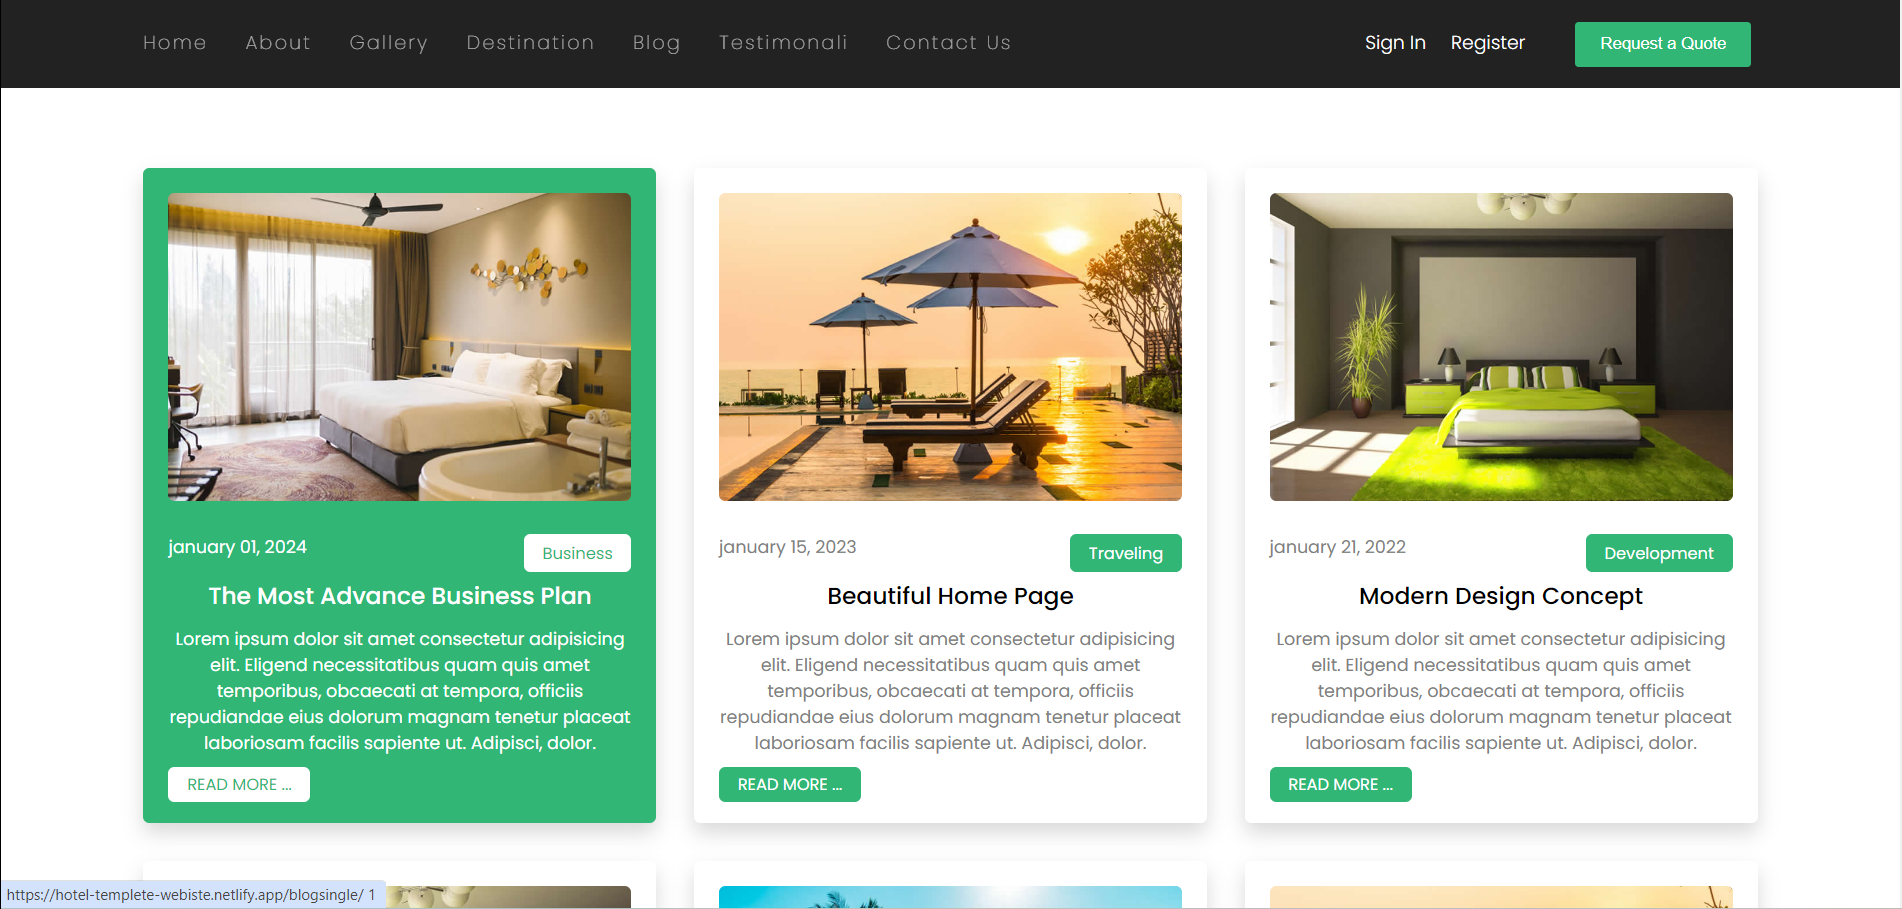 Home About Gallery Destination Blog Testimonali Contact Us Sign In Register Request a Quote
january 01, 2024 Business
The Most Advance Business Plan
Lorem ipsum dolor sit amet consectetur adipisicing
elit. Eligend necessitatibus quam quis amet
temporibus, obcaecati at tempora, officiis
repudiandae eius dolorum magnam tenetur placeat
laboriosam facilis sapiente ut. Adipisci, dolor.
READ MORE ...
january 15, 2023 Traveling
Beautiful Home Page
Lorem ipsum dolor sit amet consectetur adipisicing
elit. Eligend necessitatibus quam quis amet
temporibus, obcaecati at tempora, officiis
repudiandae eius dolorum magnam tenetur placeat
laboriosam facilis sapiente ut. Adipisci, dolor.
READ MORE ...
january 21, 2022 Development
Modern Design Concept
Lorem ipsum dolor sit amet consectetur adipisicing
elit. Eligend necessitatibus quam quis amet
temporibus, obcaecati at tempora, officiis
repudiandae eius dolorum magnam tenetur placeat
laboriosam facilis sapiente ut. Adipisci, dolor.
READ MORE ...
https://hotel-templete-webiste.netlify.app/blogsingle/ 1